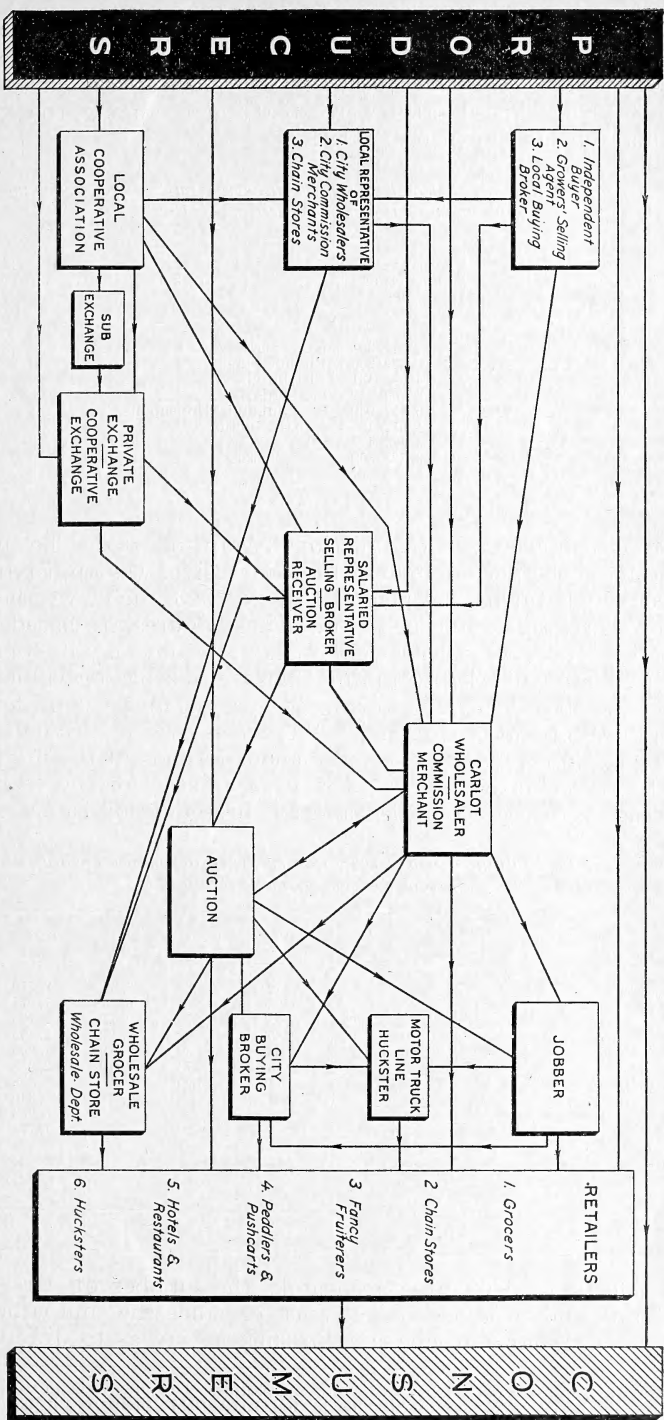 PRODUCERS
1. Independent
Buyer
2. Growers' Selling
Agent
3. Local Buying
Broker
LOCAL REPRESENTATIVE
OF
1. City Wholesalers
2. City Commission
Merchants
3. Chain Stores
LOCAL
COOPERATIVE
ASSOCIATION
SUB
EXCHANGE
PRIVATE
EXCHANGE
COOPERATIVE
EXCHANGE
SALARIED
REPRESENTATIVE
SELLING BROKER
AUCTION
RECEIVER
CARLOT
WHOLESALER
COMMISSION
MERCHANT
AUCTION
JOBBER
MOTOR TRUCK
LINE
HUCKSTER
CITY
BUYING
BROKER
WHOLESALE
GROCER
CHAIN STORE
Wholesale Dept.
RETAILERS
1. Grocers
2 Chain Stores
3 Fancy
Fruiterers
4. Peddlers &
Pushcarts
5. Hotels &
Restaurants
6. Hucksters
CONSUMERS